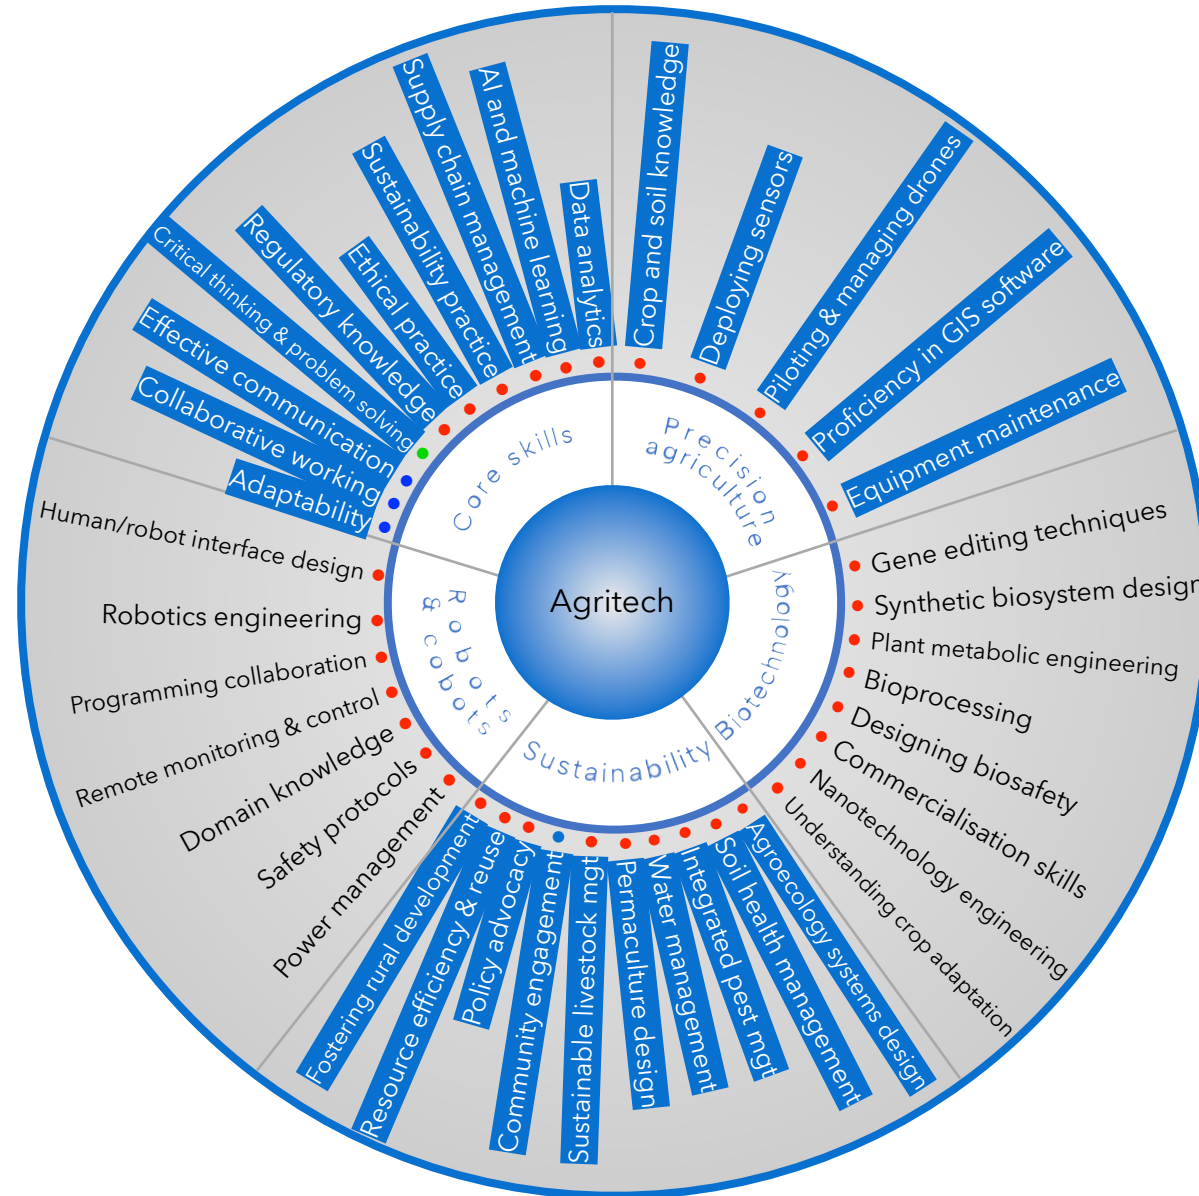 Agritech
Core skills
Precision
agriculture
Biotechnology
Sustainability
Robots
& cobots
Crop and soil knowledge
Deploying sensors
Piloting & managing drones
Proficiency in GIS software
Equipment maintenance
Gene editing techniques
Synthetic biosystem design
Plant metabolic engineering
Bioprocessing
Designing biosafety
Commercialisation skills
Nanotechnology engineering
Understanding crop adaptation
Agroecology systems design
Soil health management
Integrated pest mgt
Water management
Permaculture design
Sustainable livestock mgt
Community engagement
Policy advocacy
Resource efficiency & reuse
Fostering rural development
Power management
Safety protocols
Domain knowledge
Remote monitoring & control
Programming collaboration
Robotics engineering
Human/robot interface design
Adaptability
Collaborative working
Effective communication
Critical thinking & problem solving
Regulatory knowledge
Ethical practice
Sustainability practice
Supply chain management
AI and machine learning
Data analytics